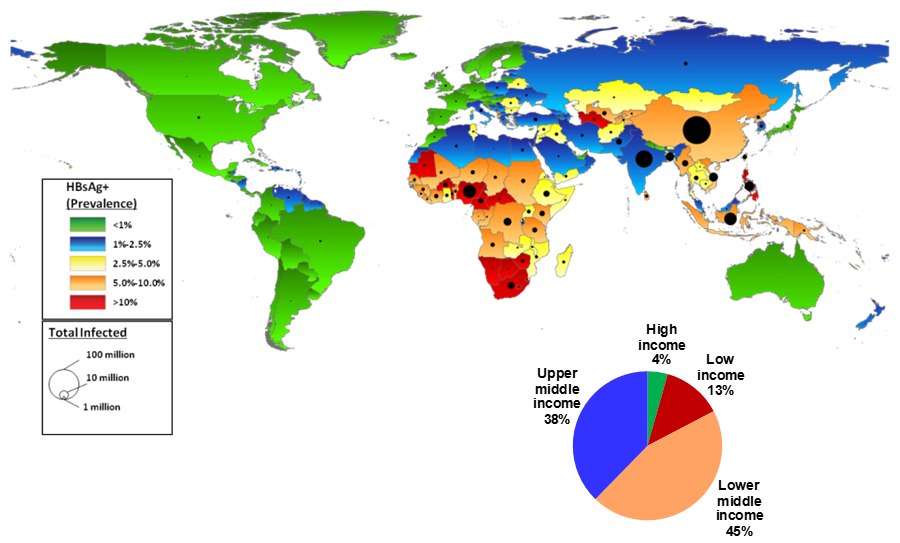 HBsAg+
(Prevalence)
<1%
1%-2.5%
2.5%-5.0%
5.0%-10.0%
>10%
Total Infected
100 million
10 million
1 million
High
income
4%
Low
income
13%
Upper
middle
income
38%
Lower
middle
income
45%